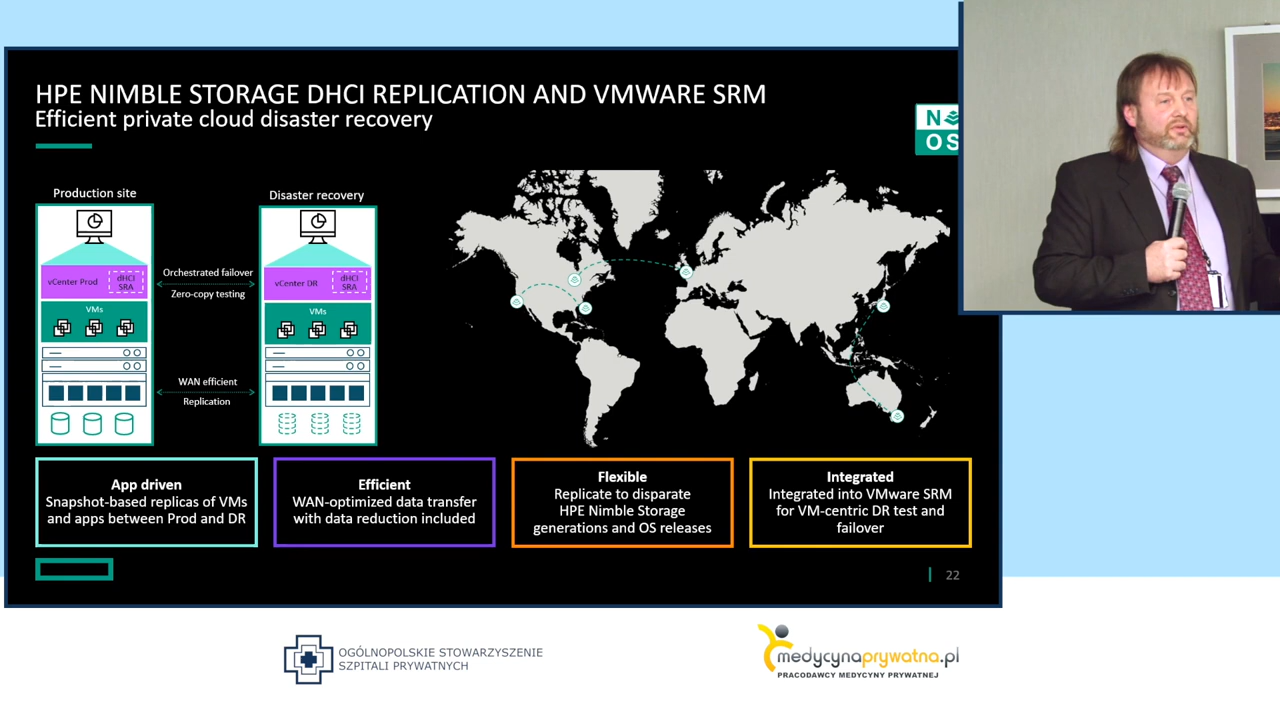 HPE NIMBLE STORAGE DHCI REPLICATION AND VMWARE SRM
Efficient private cloud disaster recovery
N
OS
Production site
Disaster recovery
vCenter Prod
dHCI
SRA
Orchestrated failover
Zero-copy testing
vCenter DR
dHCI
SRA
VMs
VMs
WAN efficient
Replication
App driven
Snapshot-based replicas of VMs
and apps between Prod and DR
Efficient
WAN-optimized data transfer
with data reduction included
Flexible
Replicate to disparate
HPE Nimble Storage
generations and OS releases
Integrated
Integrated into VMware SRM
for VM-centric DR test and
failover
22
OGÓLNOPOLSKIE STOWARZYSZENIE
SZPITALI PRYWATNYCH
medycynaprywatna.pl
PRACODAWCY MEDYCYNY PRYWATNEJ